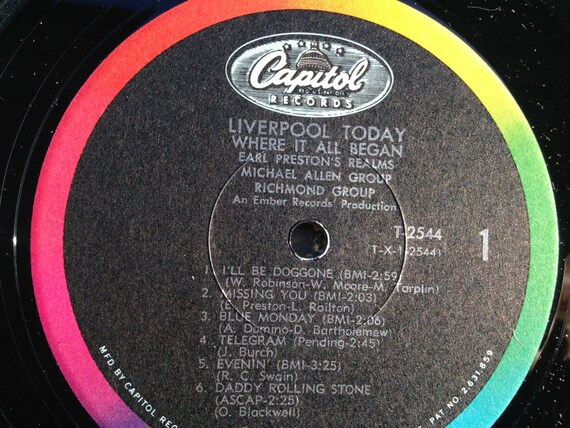 Capitol
RECORDS
LIVERPOOL TODAY
WHERE IT ALL BEGAN
EARL PRESTON'S REALMS
MICHAEL ALLEN GROUP
RICHMOND GROUP
An Ember Records Production
T-2544
(T-X-1-2544)
1
1. I'LL BE DOGGONE (BMI-2:59)
(W. Robinson-W. Moore-M. Tarplin)
2. MISSING YOU (BMI-2:03)
(E. Preston-L. Railton)
3. BLUE MONDAY (BMI-2:06)
(A. Domino-D. Bartholemew)
4. TELEGRAM (Pending-2:45)
(J. Burch)
5. EVENIN' (BMI-3:25)
(R. C. Swain)
6. DADDY ROLLING STONE
(ASCAP-2:25)
(O. Blackwell)
MFD BY CAPITOL
PAT. NO. 2,631,859